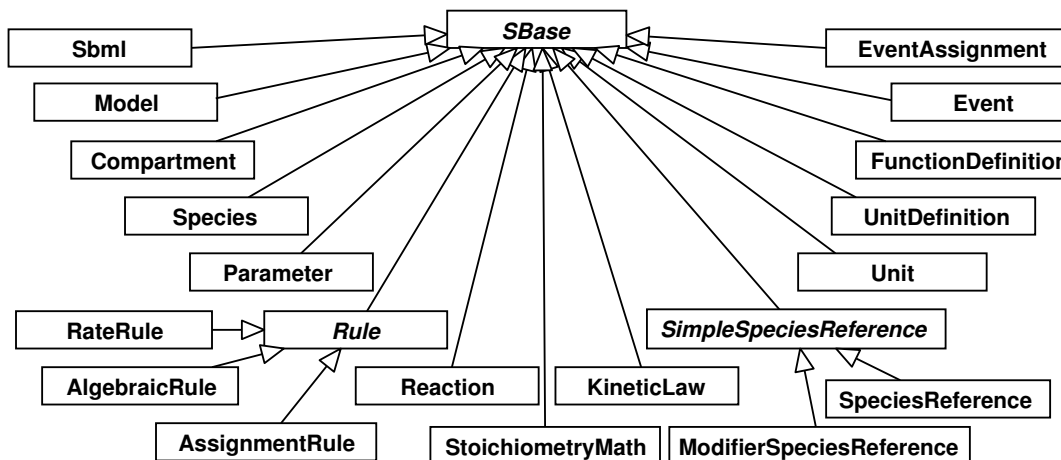 SBase
Sbml
EventAssignment
Model
Event
Compartment
FunctionDefinition
Species
UnitDefinition
Parameter
Unit
RateRule
Rule
SimpleSpeciesReference
AlgebraicRule
Reaction
KineticLaw
SpeciesReference
AssignmentRule
StoichiometryMath
ModifierSpeciesReference